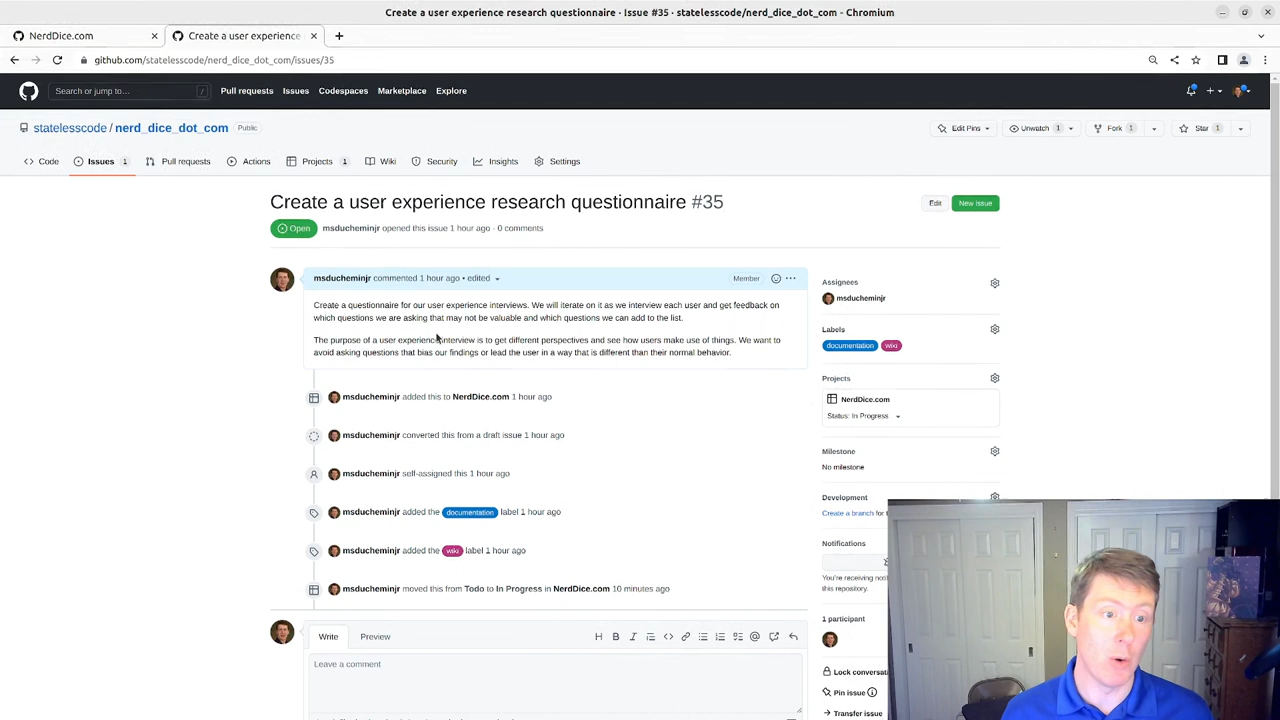 Create a user experience research questionnaire · Issue #35 · statelesscode/nerd_dice_dot_com - Chromium
NerdDice.com
Create a user experience
github.com/statelesscode/nerd_dice_dot_com/issues/35
Search or jump to…
/
Pull requests
Issues
Codespaces
Marketplace
Explore
statelesscode / nerd_dice_dot_com
Public
Edit Pins
Unwatch 1
Fork 1
Star 1
Code
Issues 1
Pull requests
Actions
Projects 1
Wiki
Security
Insights
Settings
Create a user experience research questionnaire #35
Edit
New issue
Open
msducheminjr opened this issue 1 hour ago · 0 comments
msducheminjr commented 1 hour ago • edited
Member
Create a questionnaire for our user experience interviews. We will iterate on it as we interview each user and get feedback on
which questions we are asking that may not be valuable and which questions we can add to the list.
The purpose of a user experience interview is to get different perspectives and see how users make use of things. We want to
avoid asking questions that bias our findings or lead the user in a way that is different than their normal behavior.
msducheminjr added this to NerdDice.com 1 hour ago
msducheminjr converted this from a draft issue 1 hour ago
msducheminjr self-assigned this 1 hour ago
msducheminjr added the documentation label 1 hour ago
msducheminjr added the wiki label 1 hour ago
msducheminjr moved this from Todo to In Progress in NerdDice.com 10 minutes ago
Write
Preview
Leave a comment
Assignees
msducheminjr
Labels
documentation
wiki
Projects
NerdDice.com
Status: In Progress
Milestone
No milestone
Development
Create a branch for
Notifications
You're receiving
this repository.
1 participant
Lock
Pin issue
Transfer issue